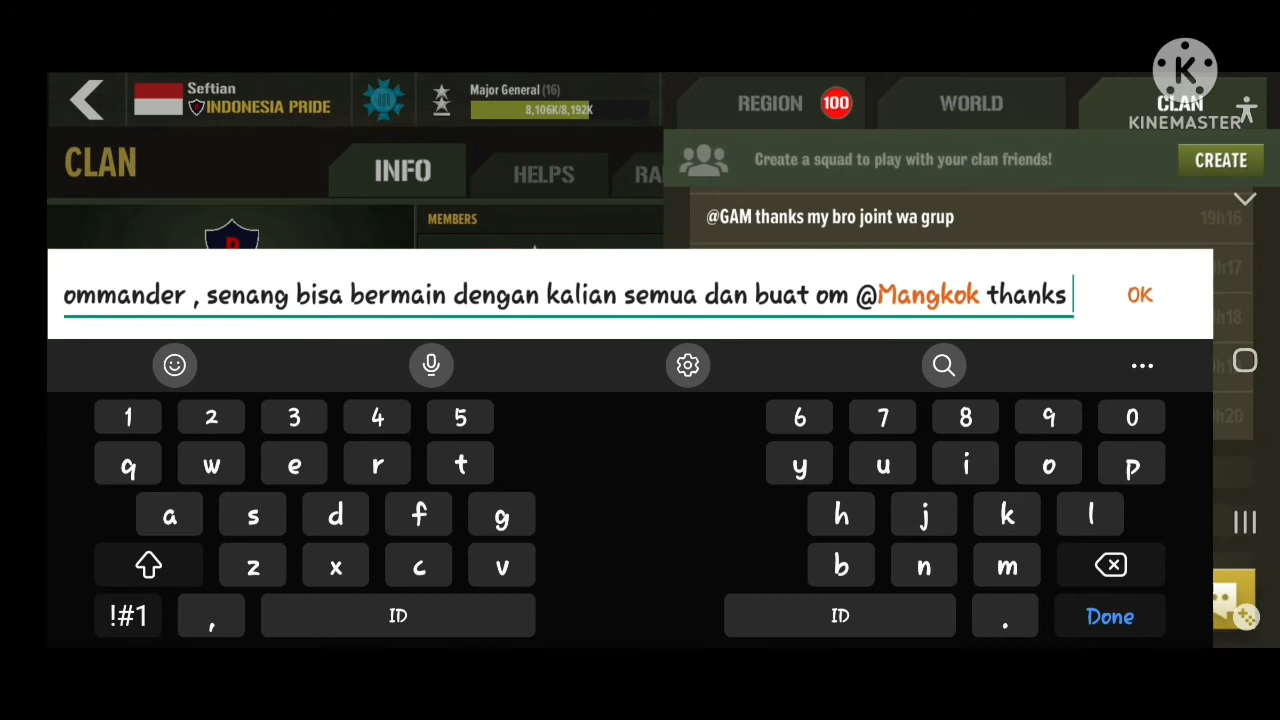 Seftian
INDONESIA PRIDE
Major General (16)
8,106K/8,192K
REGION
100
WORLD
CLAN
K
KINEMASTER
CLAN
INFO
HELPS
RA
Create a squad to play with your clan friends!
CREATE
MEMBERS
@GAM thanks my bro joint wa grup
19h16
ommander , senang bisa bermain dengan kalian semua dan buat om @Mangkok thanks
OK
h17
h18
h20
1 2 3 4 5 6 7 8 9 0
q w e r t y u i o p
a s d f g h j k l
z x c v b n m
!#1 , ID ID . Done